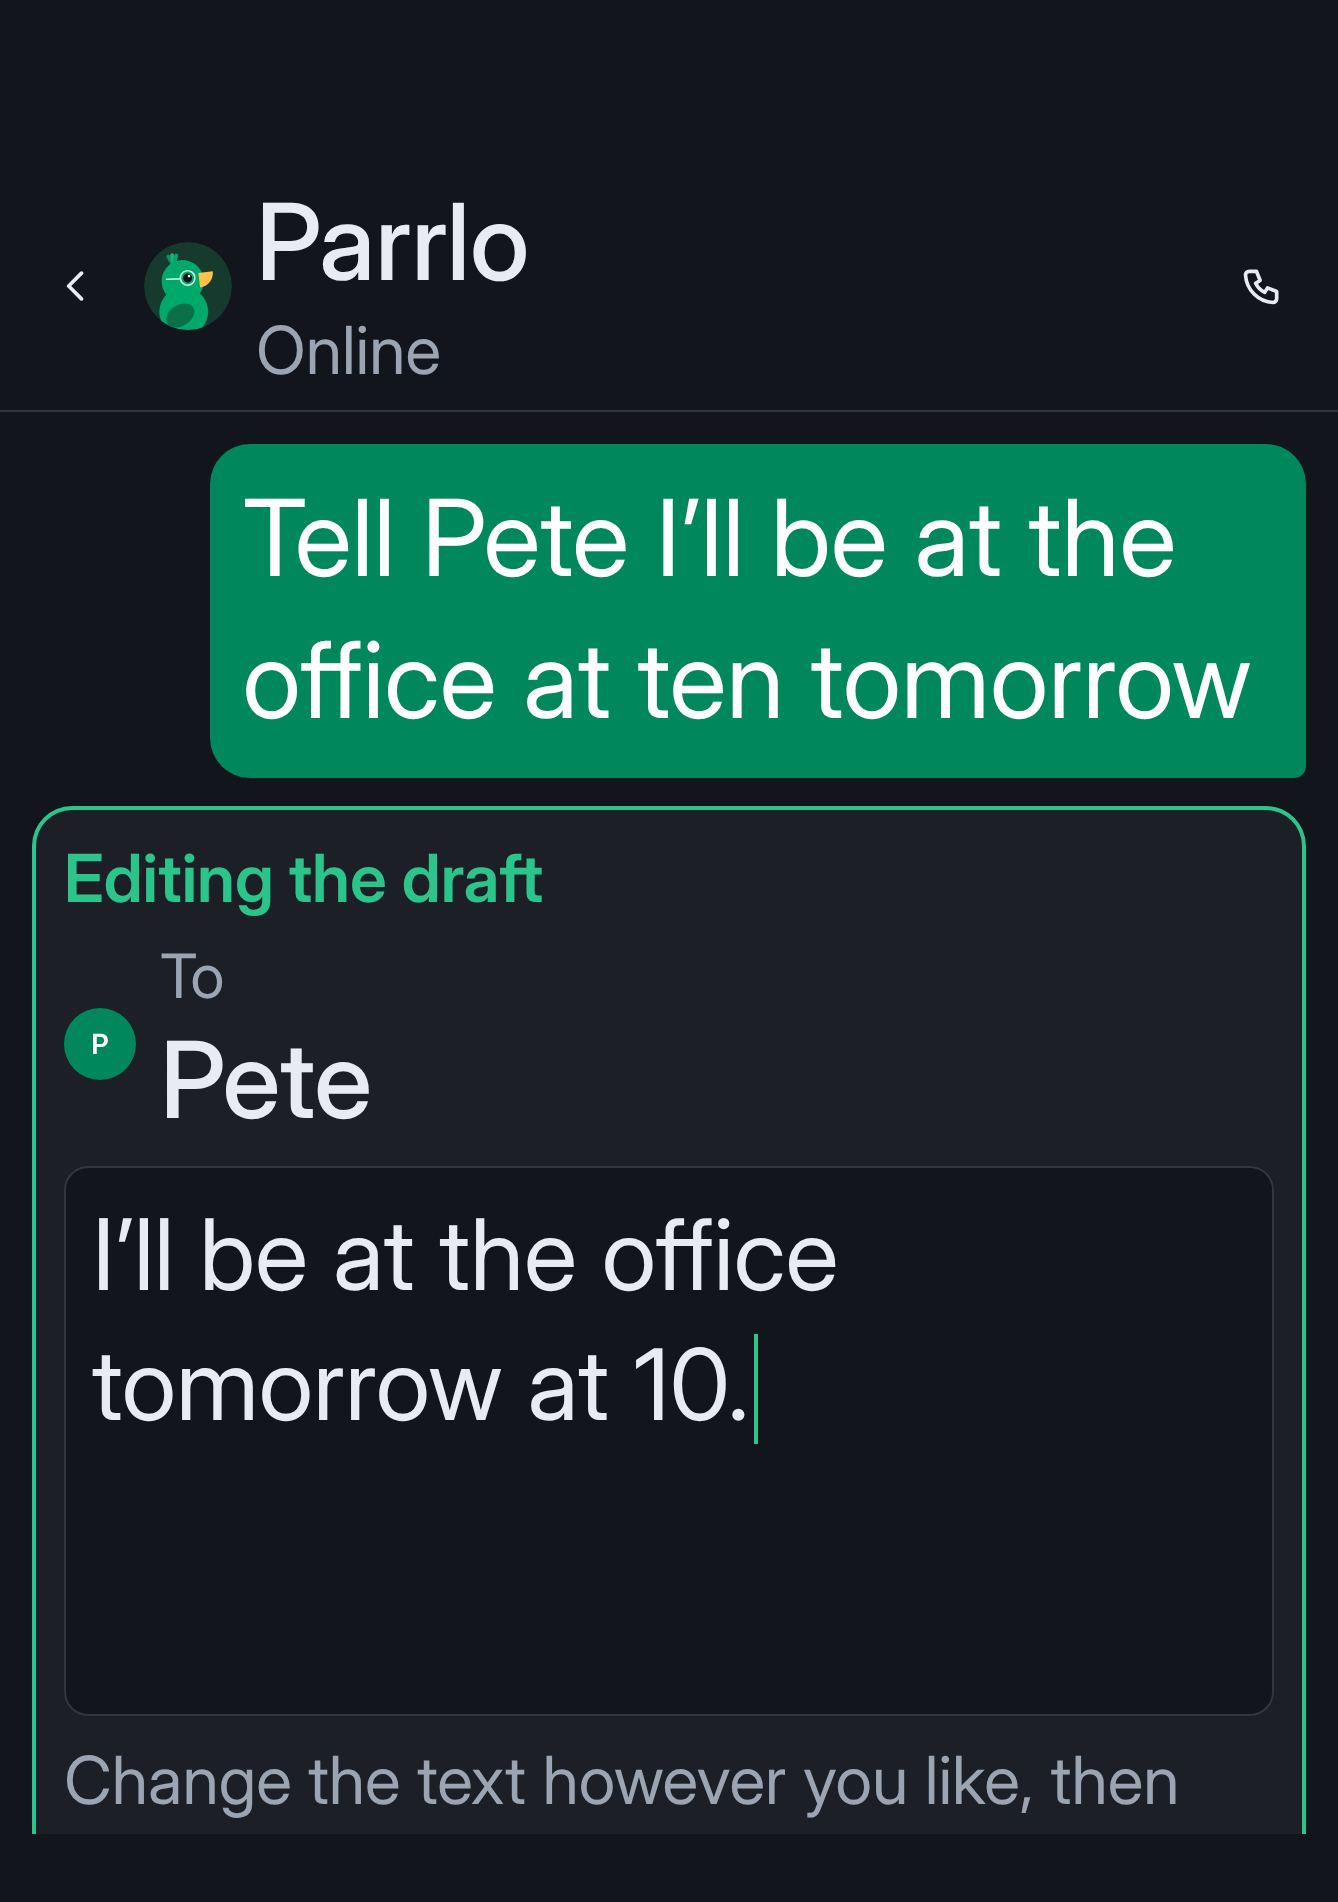 Parrlo
Online
Tell Pete I’ll be at the
office at ten tomorrow
Editing the draft
To
P
Pete
I’ll be at the office
tomorrow at 10.
Change the text however you like, then